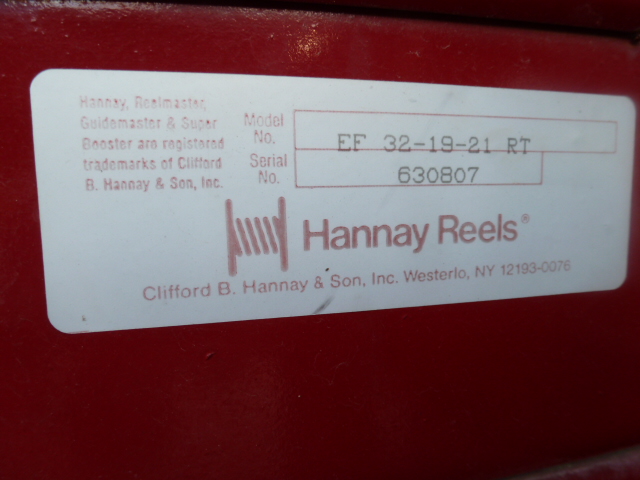 Hannay, Reelmaster,
Guidemaster & Super
Booster are registered
trademarks of Clifford
B. Hannay & Son, Inc.
Model
No.
EF 32-19-21 RT
Serial
No.
630807
Hannay Reels®
Clifford B. Hannay & Son, Inc. Westerlo, NY 12193-0076